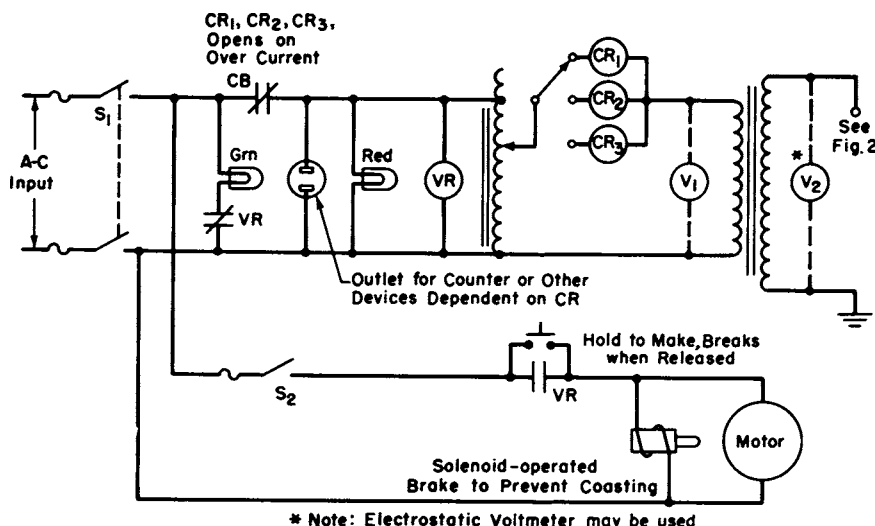 CR1, CR2, CR3,
Opens on
Over Current
CB
S1
A-C
Input
Grn
VR
Red
VR
CR1
CR2
CR3
V1
*
V2
See
Fig. 2
Outlet for Counter or Other
Devices Dependent on CR
Hold to Make, Breaks
when Released
S2
VR
Motor
Solenoid-operated
Brake to Prevent Coasting
* Note: Electrostatic Voltmeter may be used